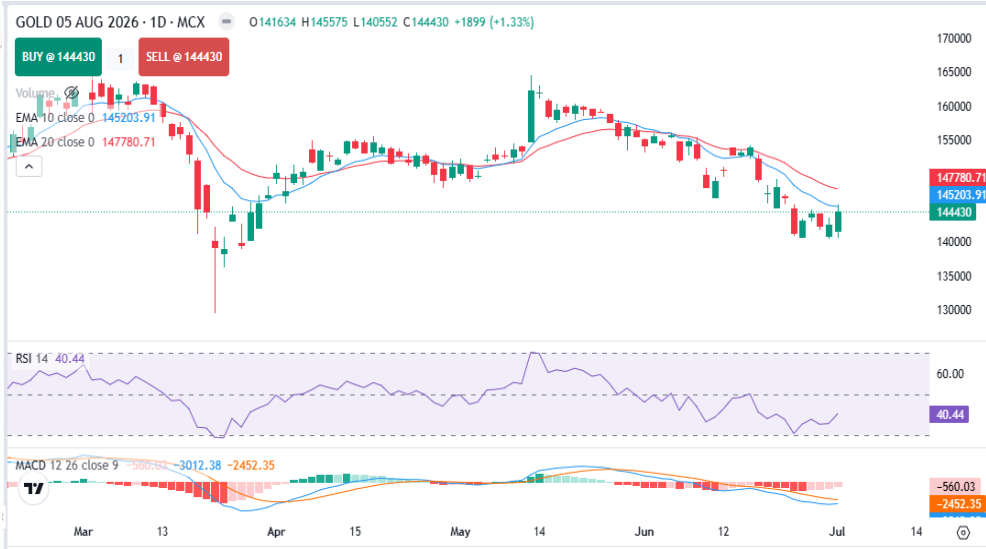 GOLD 05 AUG 2026 · 1D · MCX O141634 H145575 L140552 C144430 +1899 (+1.33%)
BUY @ 144430 1 SELL @ 144430
Volume
EMA 10 close 0 145203.91
EMA 20 close 0 147780.71
170000
165000
160000
155000
147780.71
145203.91
144430
140000
135000
130000
RSI 14 40.44
60.00
40.44
MACD 12 26 close 9 −560.03 −3012.38 −2452.35
−560.03
−2452.35
Mar 13 Apr 15 May 14 Jun 12 Jul 14